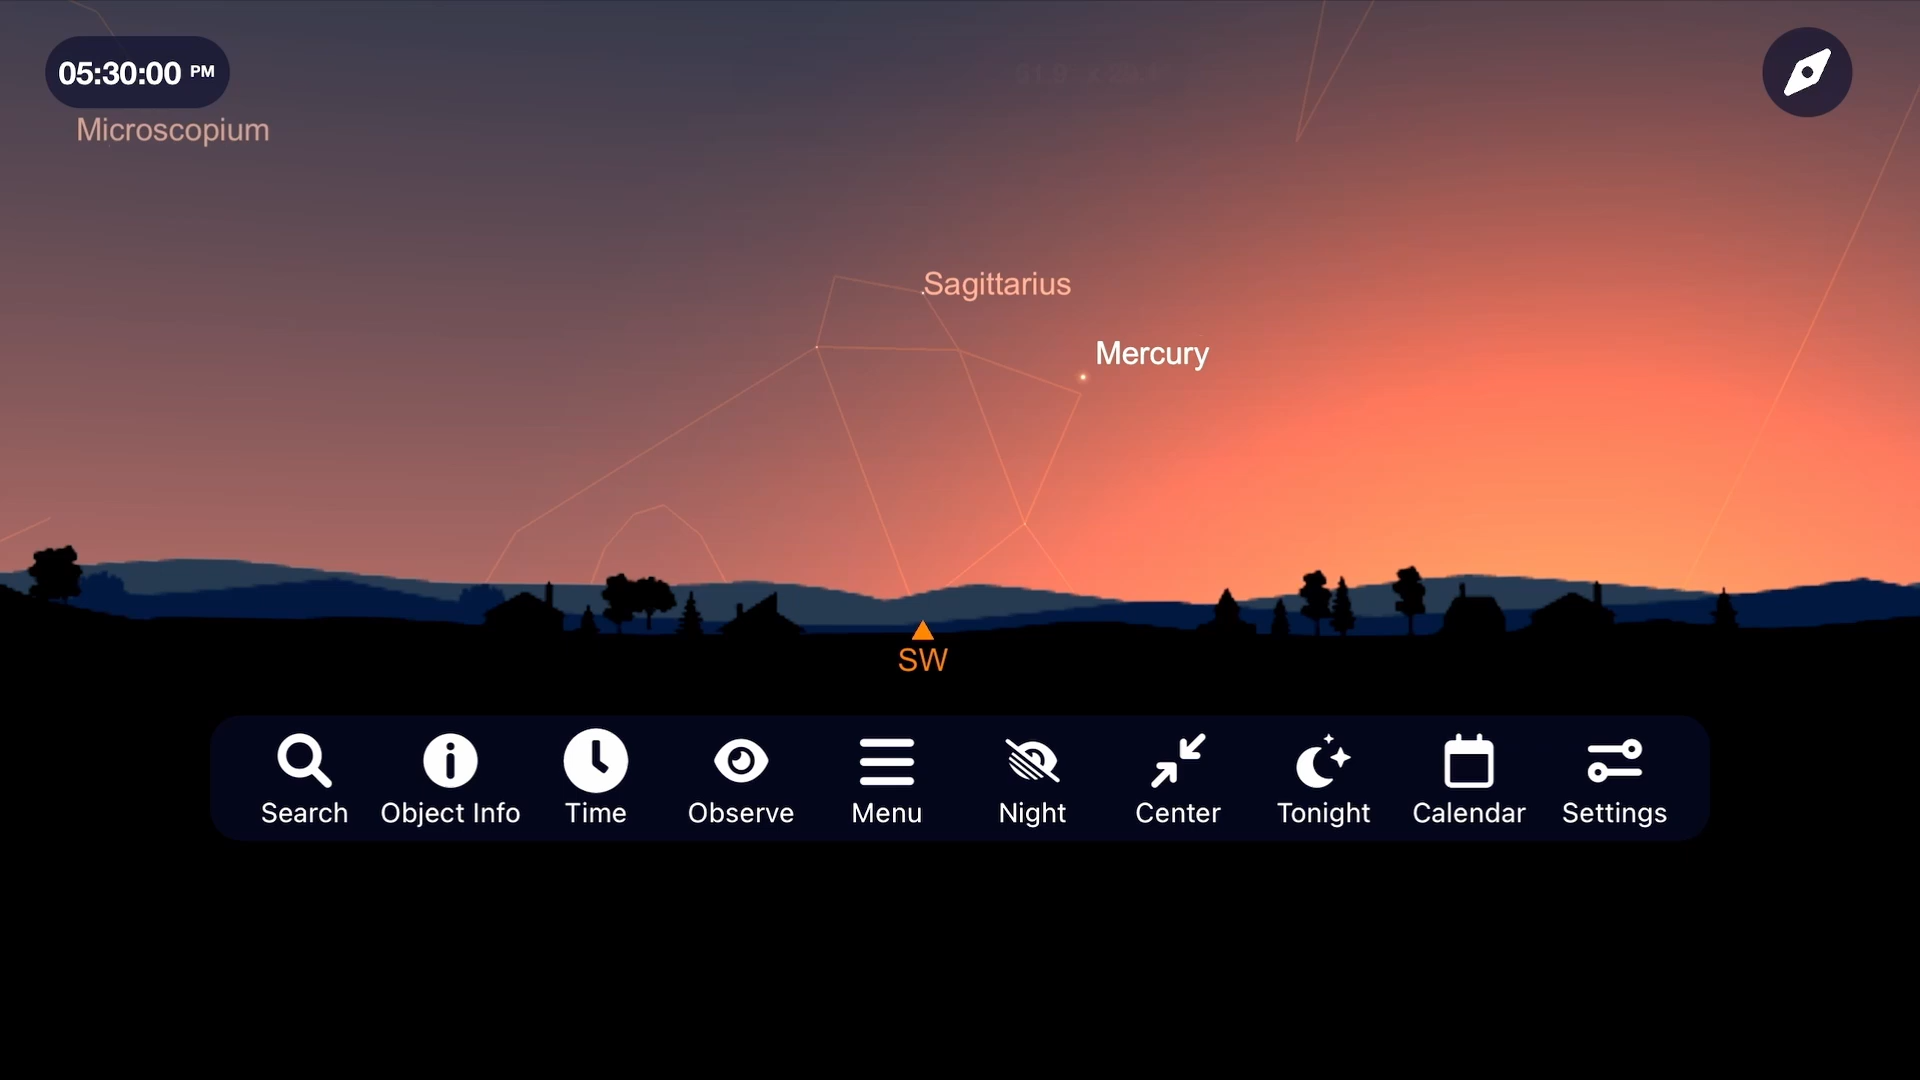 05:30:00 PM
Microscopium
Sagittarius
Mercury
SW
Search
Object Info
Time
Observe
Menu
Night
Center
Tonight
Calendar
Settings